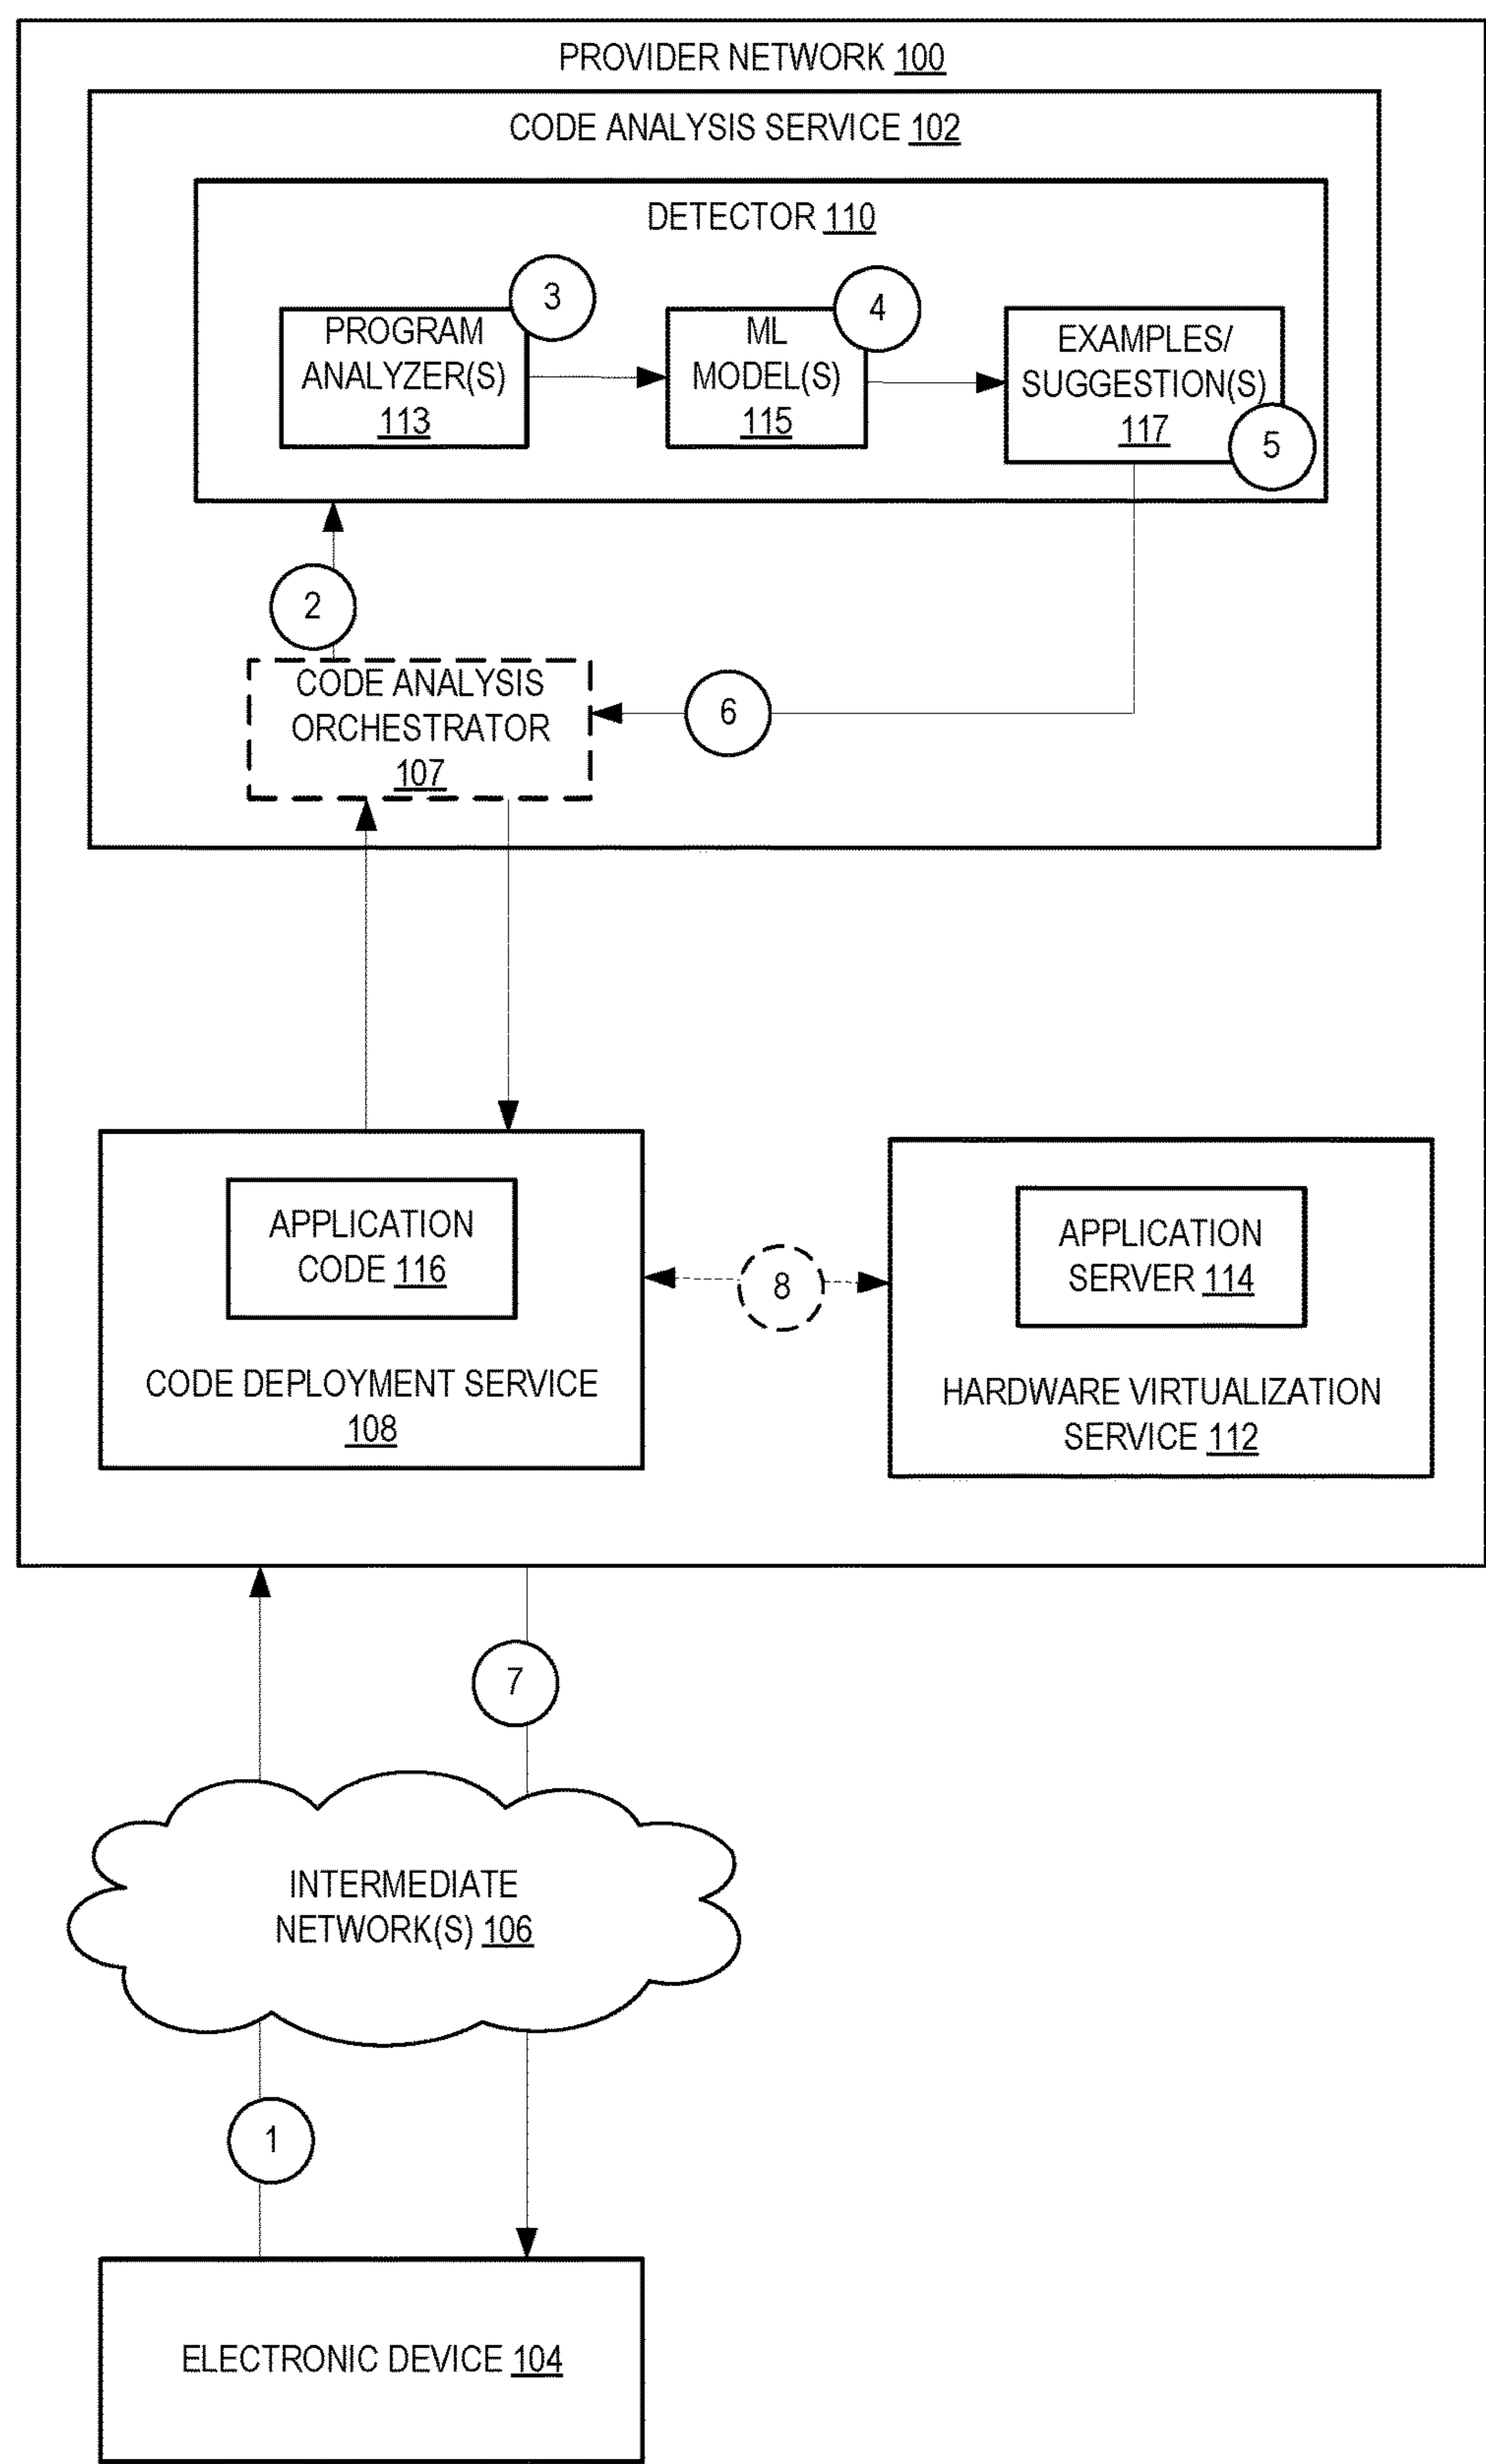 PROVIDER NETWORK 100
CODE ANALYSIS SERVICE 102
DETECTOR 110
3
4
PROGRAM
ANALYZER(S)
113
ML
MODEL(S)
115
EXAMPLES/
SUGGESTION(S)
117
5
2
CODE ANALYSIS
ORCHESTRATOR
107
6
APPLICATION
CODE 116
CODE DEPLOYMENT SERVICE
108
8
APPLICATION
SERVER 114
HARDWARE VIRTUALIZATION
SERVICE 112
7
INTERMEDIATE
NETWORK(S) 106
1
ELECTRONIC DEVICE 104